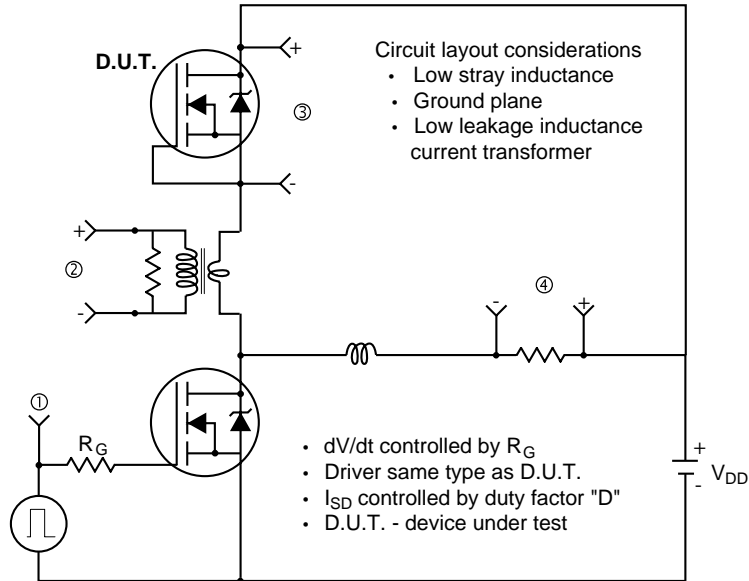 D.U.T.
+
-
③
Circuit layout considerations
• Low stray inductance
• Ground plane
• Low leakage inductance
current transformer
+
②
-
-
④
+
①
R_G
• dV/dt controlled by R_G
• Driver same type as D.U.T.
• I_SD controlled by duty factor "D"
• D.U.T. - device under test
+
-
V_DD